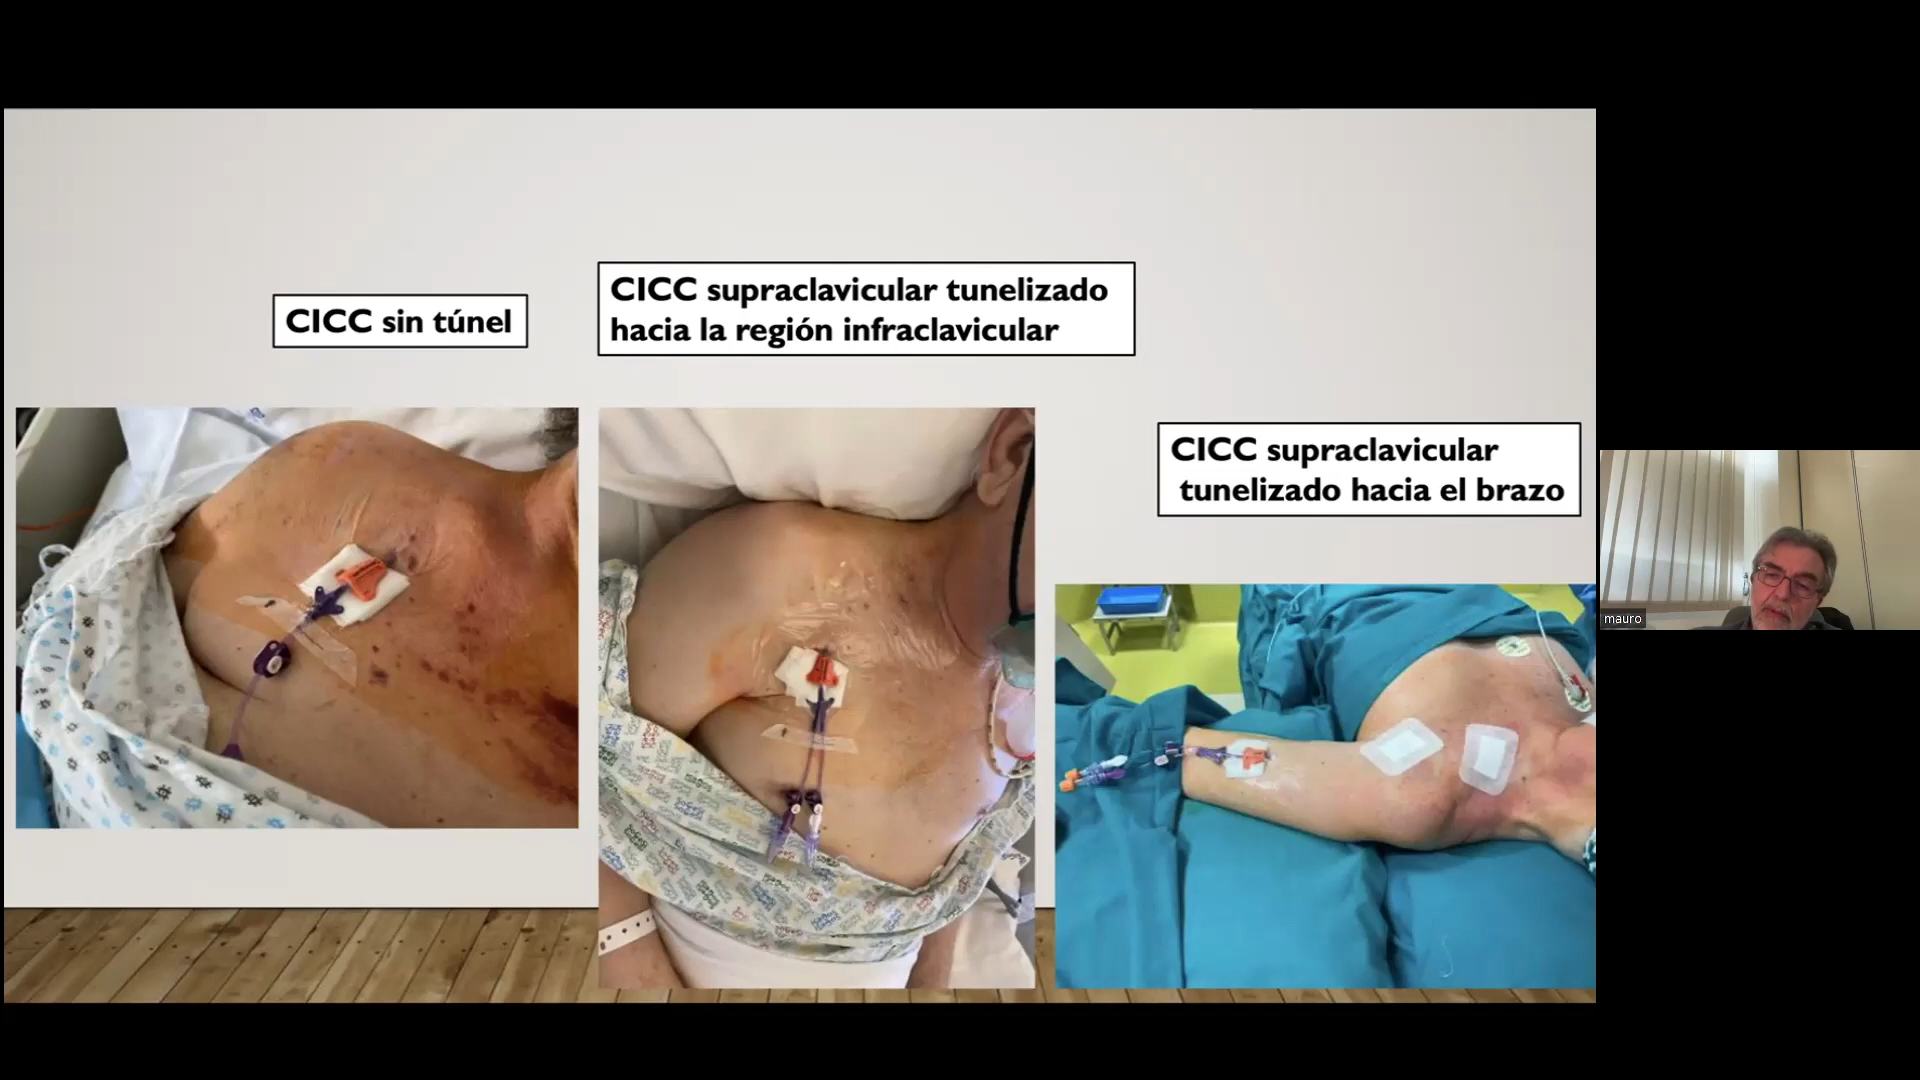 CICC sin túnel
CICC supraclavicular tunelizado
hacia la región infraclavicular
CICC supraclavicular
tunelizado hacia el brazo
mauro